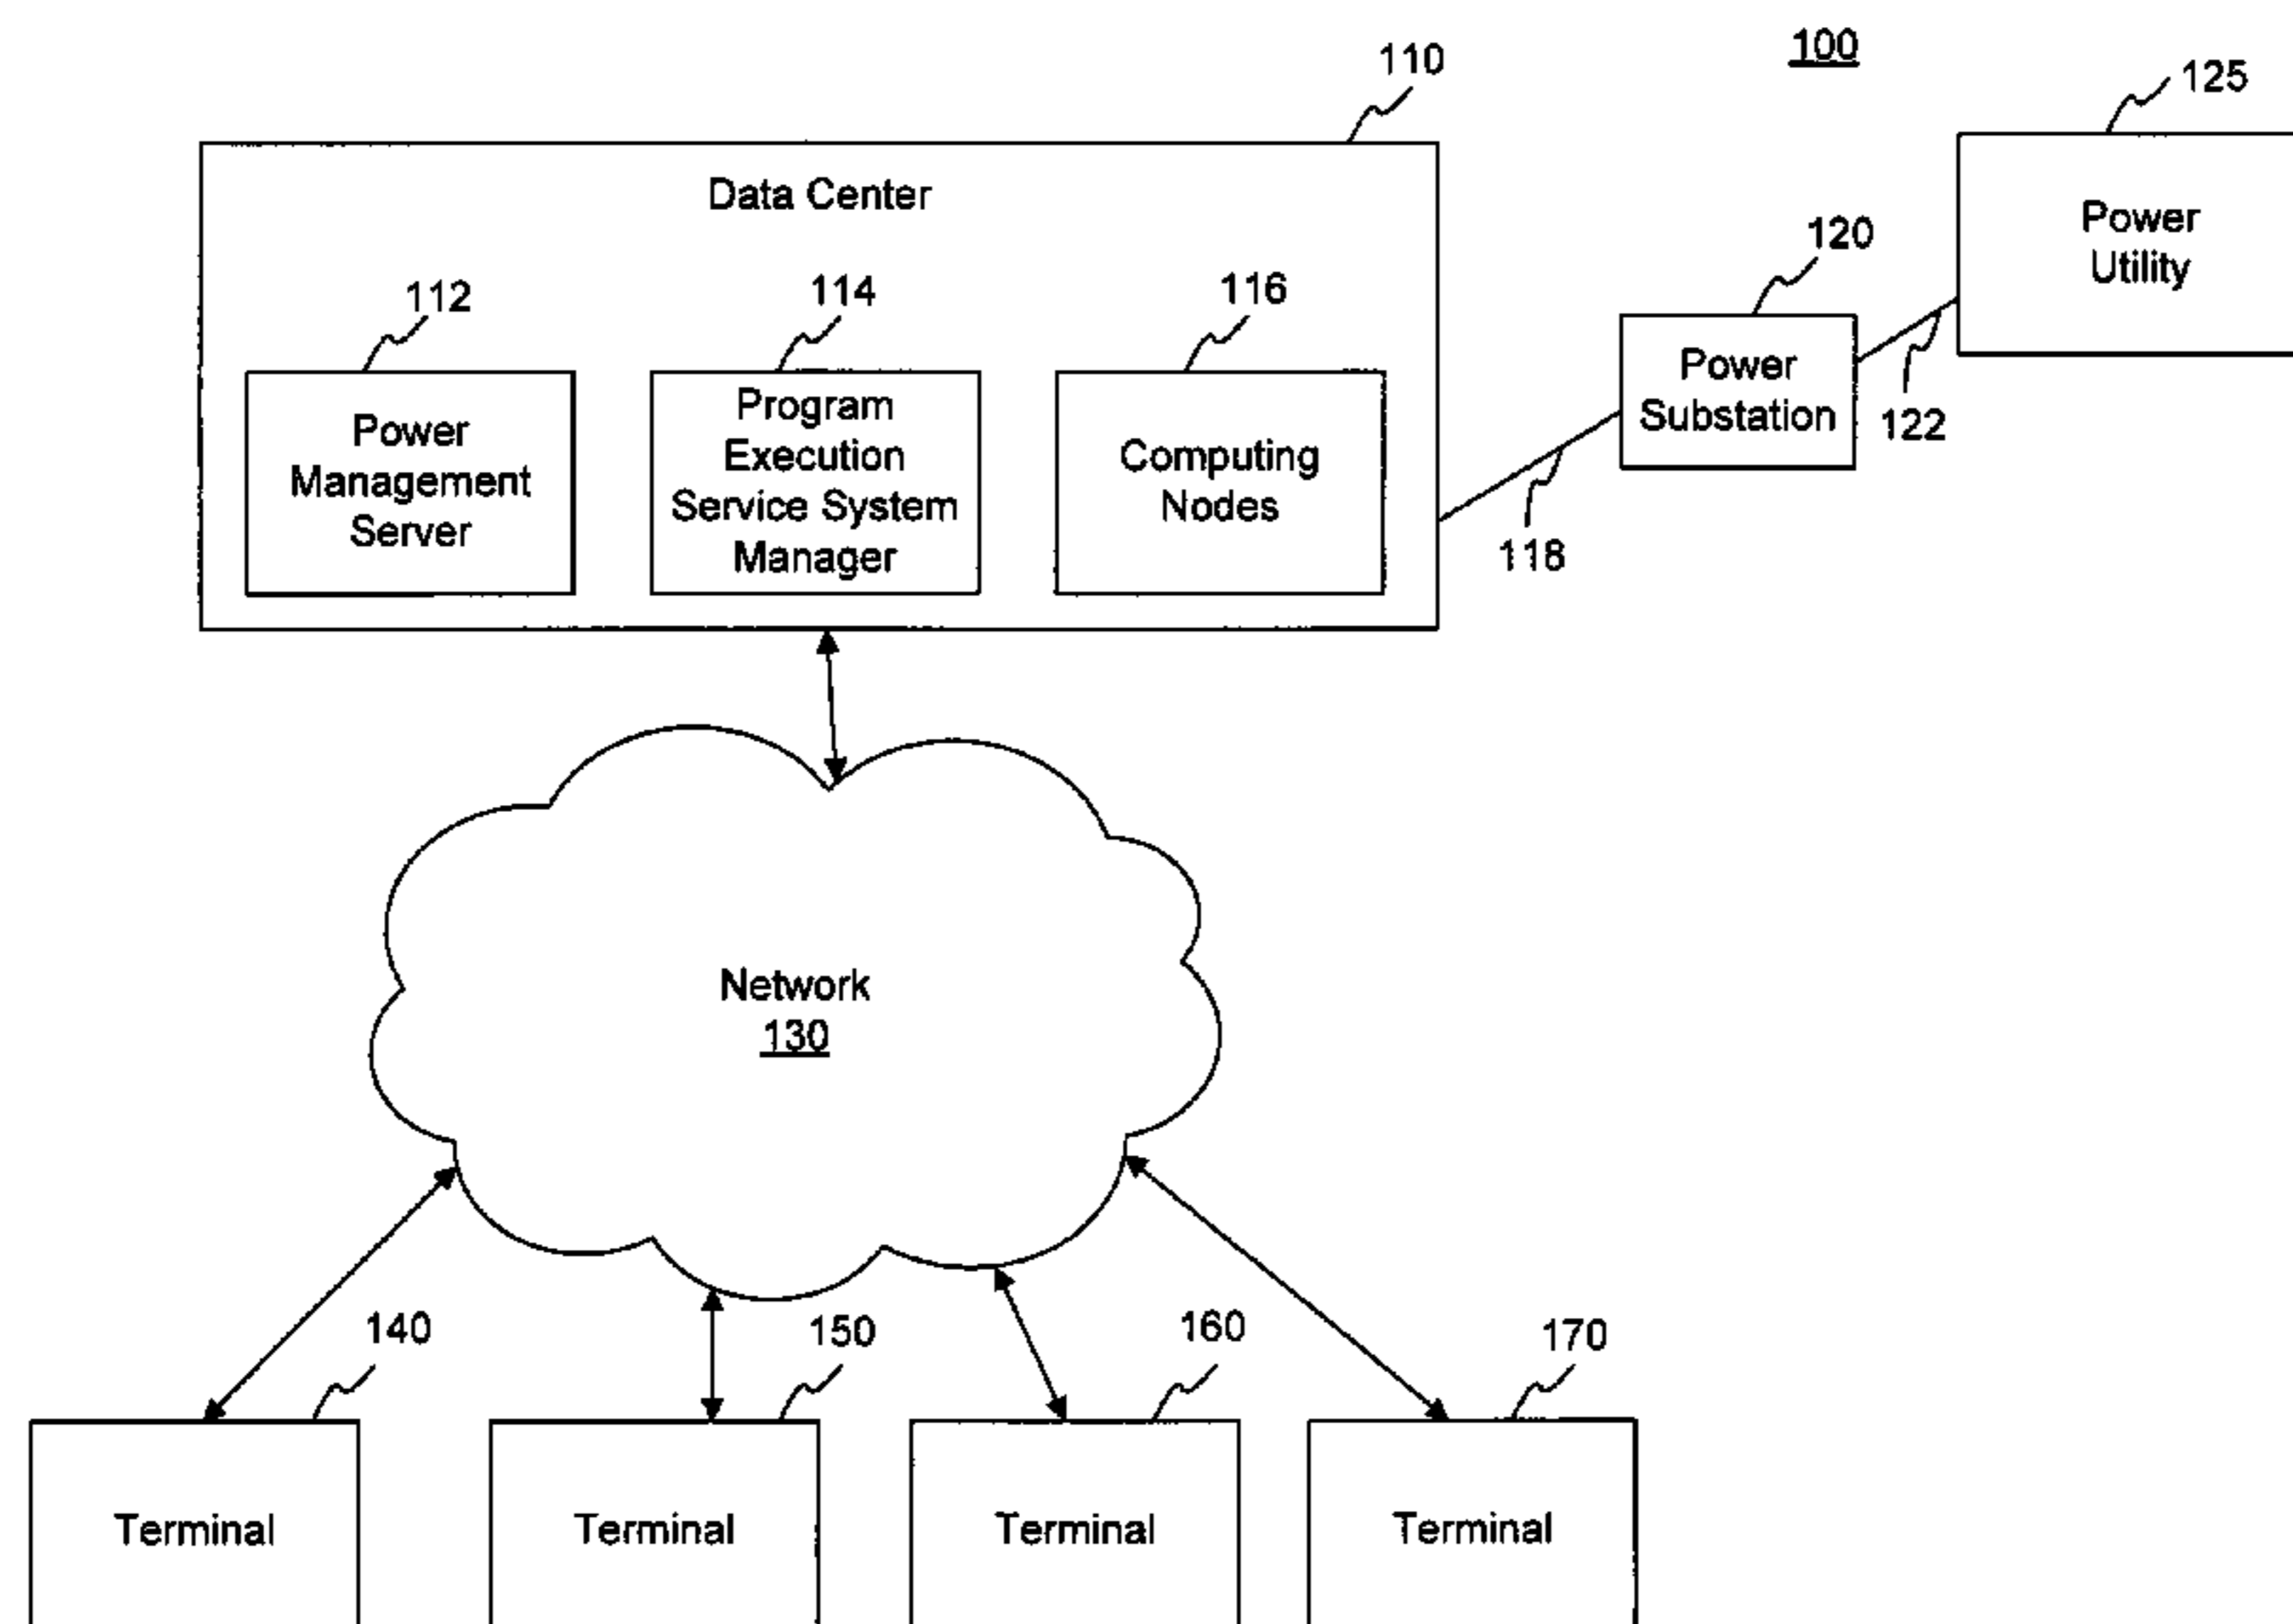 100
110
125
Data Center
Power
Utility
120
112
114
116
Power
Substation
122
Power
Management
Server
Program
Execution
Service System
Manager
Computing
Nodes
118
Network
130
140
150
160
170
Terminal
Terminal
Terminal
Terminal